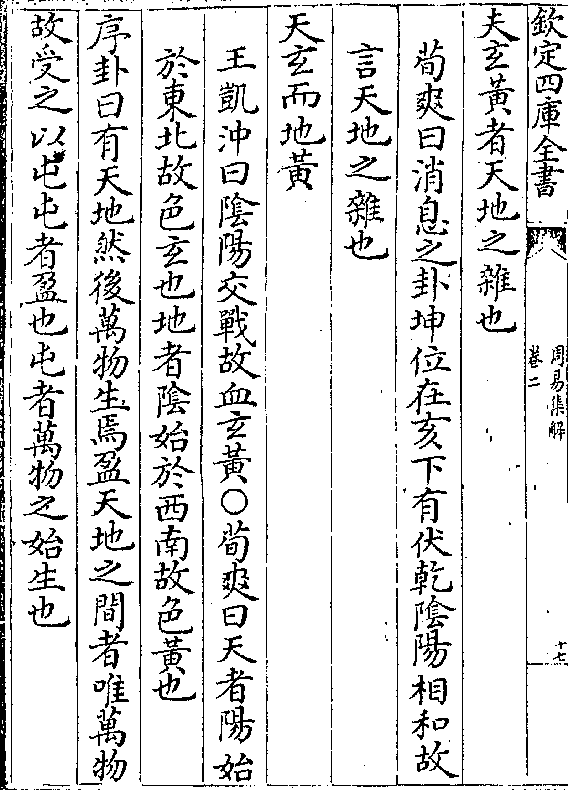 欽定四庫全書
周易集解
卷二
十七
夫玄黃者天地之雜也
荀爽曰消息之卦坤位在亥下有伏乾陰陽相和故
言天地之雜也
天玄而地黃
王凱沖曰陰陽交戰故血玄黃○荀爽曰天者陽始
於東北故色玄也地者陰始於西南故色黃也
序卦曰有天地然後萬物生焉盈天地之間者唯萬物
故受之以屯屯者盈也屯者萬物之始生也